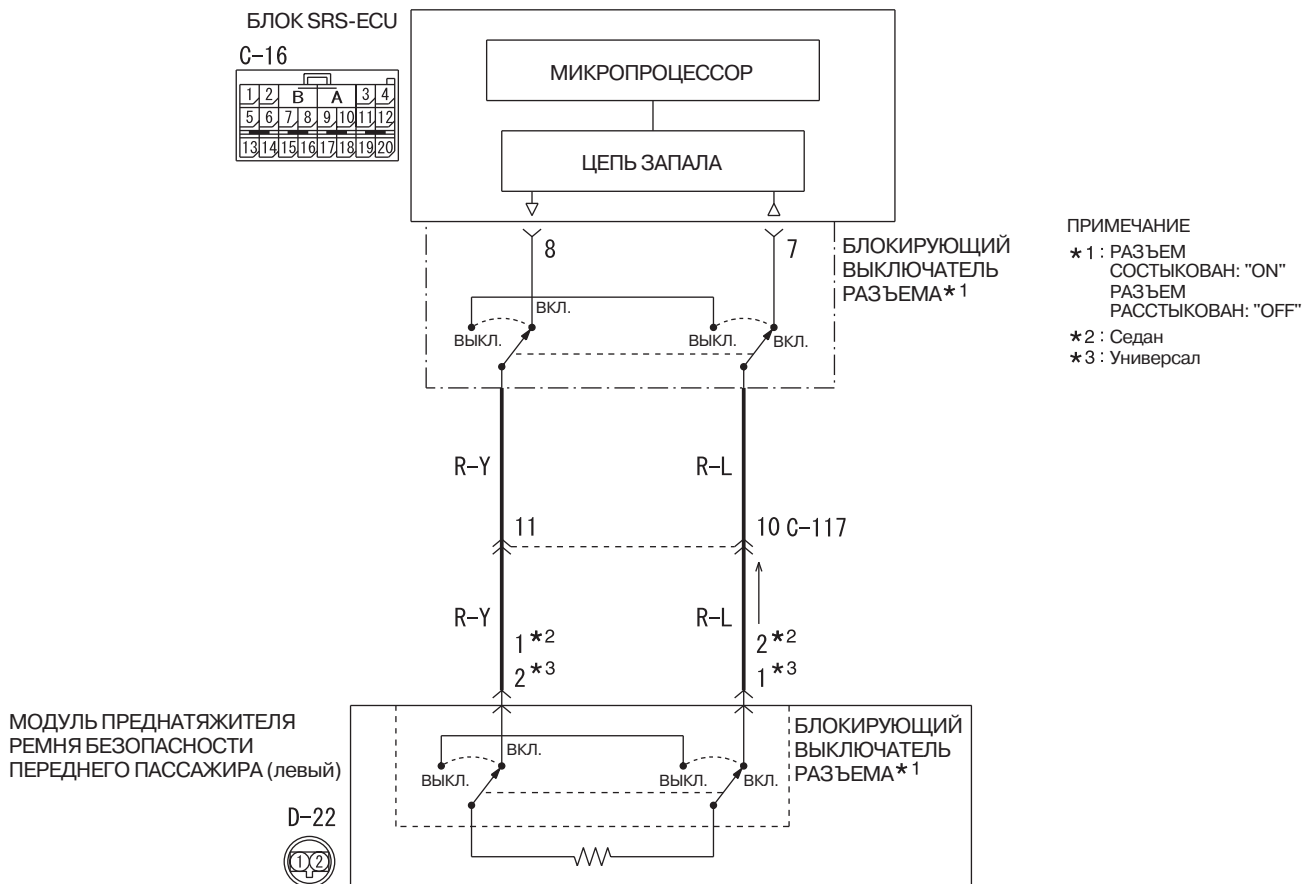 БЛОК SRS-ECU
C-16
1 2 B A 3 4
5 6 7 8 9 10 11 12
13 14 15 16 17 18 19 20
МИКРОПРОЦЕССОР
ЦЕПЬ ЗАПАЛА
8
7
БЛОКИРУЮЩИЙ
ВЫКЛЮЧАТЕЛЬ
РАЗЪЕМА★1
ВКЛ.
ВЫКЛ.
ВЫКЛ.
ВКЛ.
ПРИМЕЧАНИЕ
★1: РАЗЪЕМ
СОСТЫКОВАН: "ON"
РАЗЪЕМ
РАССТЫКОВАН: "OFF"
★2: Седан
★3: Универсал
R-Y
R-L
11
10 C-117
R-Y
R-L
1★2
2★3
2★2
1★3
МОДУЛЬ ПРЕДНАТЯЖИТЕЛЯ
РЕМНЯ БЕЗОПАСНОСТИ
ПЕРЕДНЕГО ПАССАЖИРА (левый)
БЛОКИРУЮЩИЙ
ВЫКЛЮЧАТЕЛЬ
РАЗЪЕМА★1
ВКЛ.
ВЫКЛ.
ВЫКЛ.
ВКЛ.
D-22
1 2